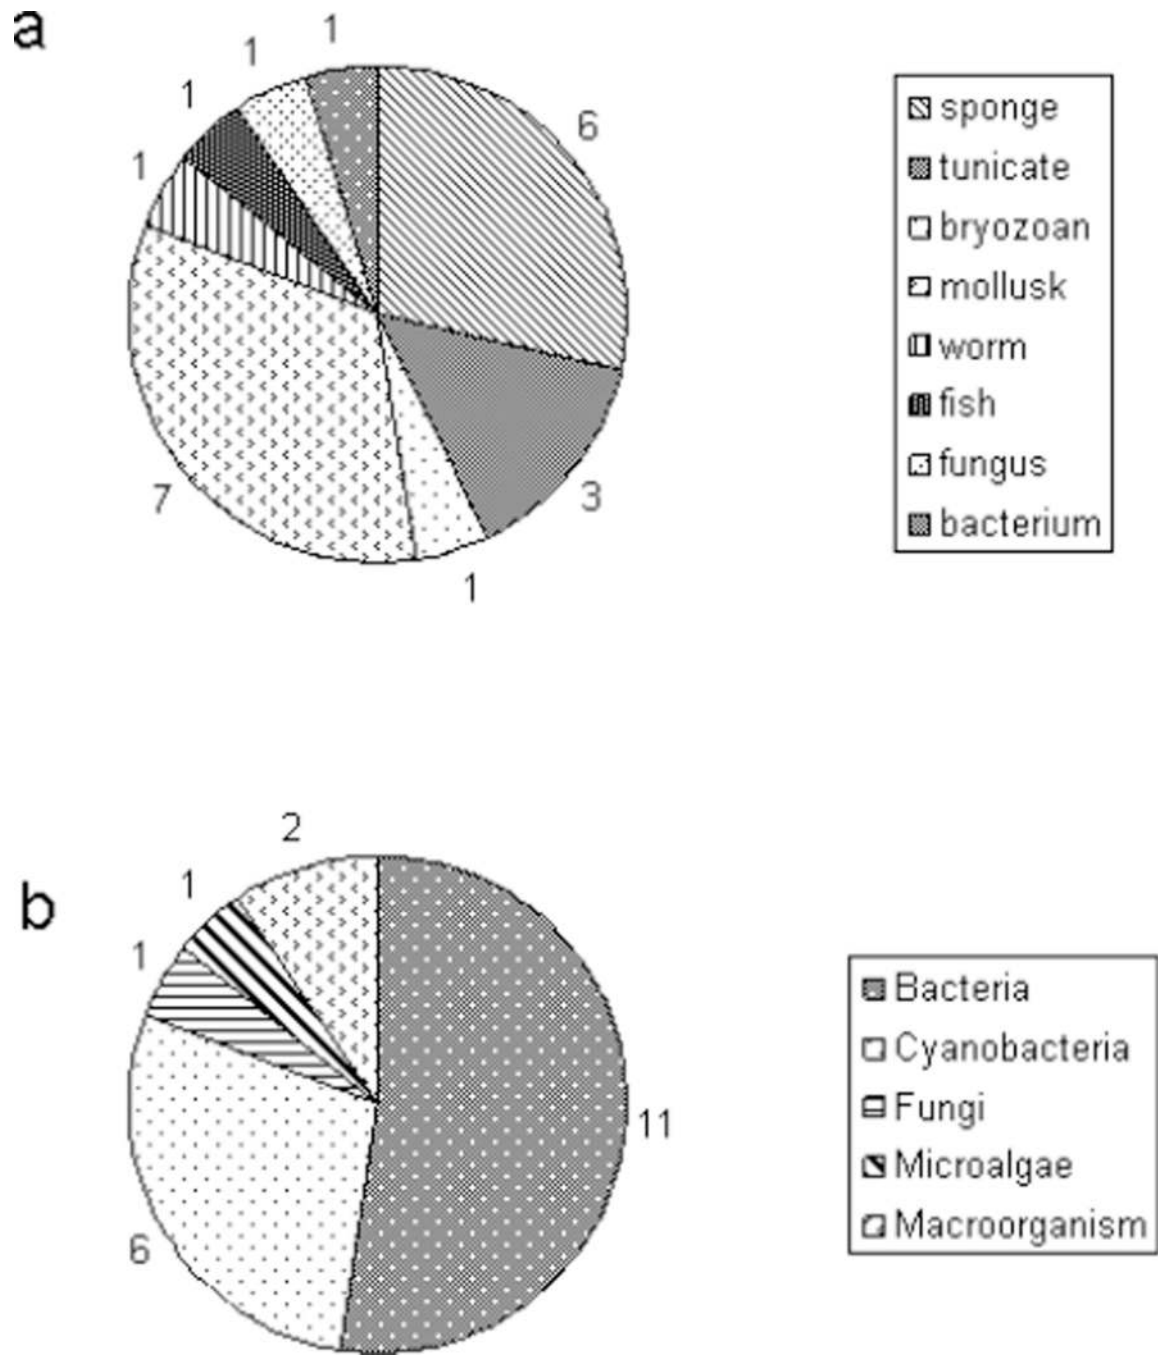 a
1
1
1
1
6
7
3
1
sponge
tunicate
bryozoan
mollusk
worm
fish
fungus
bacterium
b
2
1
1
11
6
Bacteria
Cyanobacteria
Fungi
Microalgae
Macroorganism